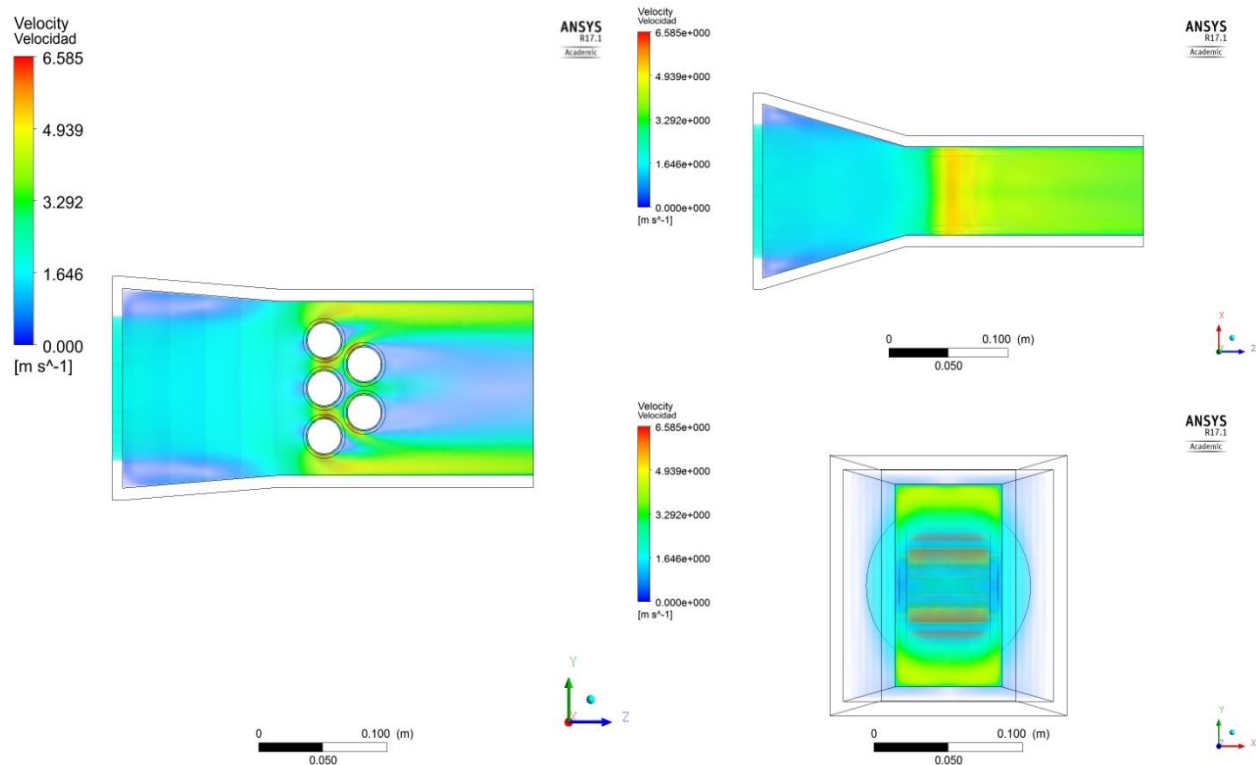 Velocity
Velocidad
6.585
4.939
3.292
1.646
0.000
[m s^-1]
ANSYS
R17.1
Academic
Y
Z
0 0.100 (m)
0.050
Velocity
Velocidad
6.585e+000
4.939e+000
3.292e+000
1.646e+000
0.000e+000
[m s^-1]
ANSYS
R17.1
Academic
X
Z
0 0.100 (m)
0.050
Velocity
Velocidad
6.585e+000
4.939e+000
3.292e+000
1.646e+000
0.000e+000
[m s^-1]
ANSYS
R17.1
Academic
Y
X
0 0.100 (m)
0.050